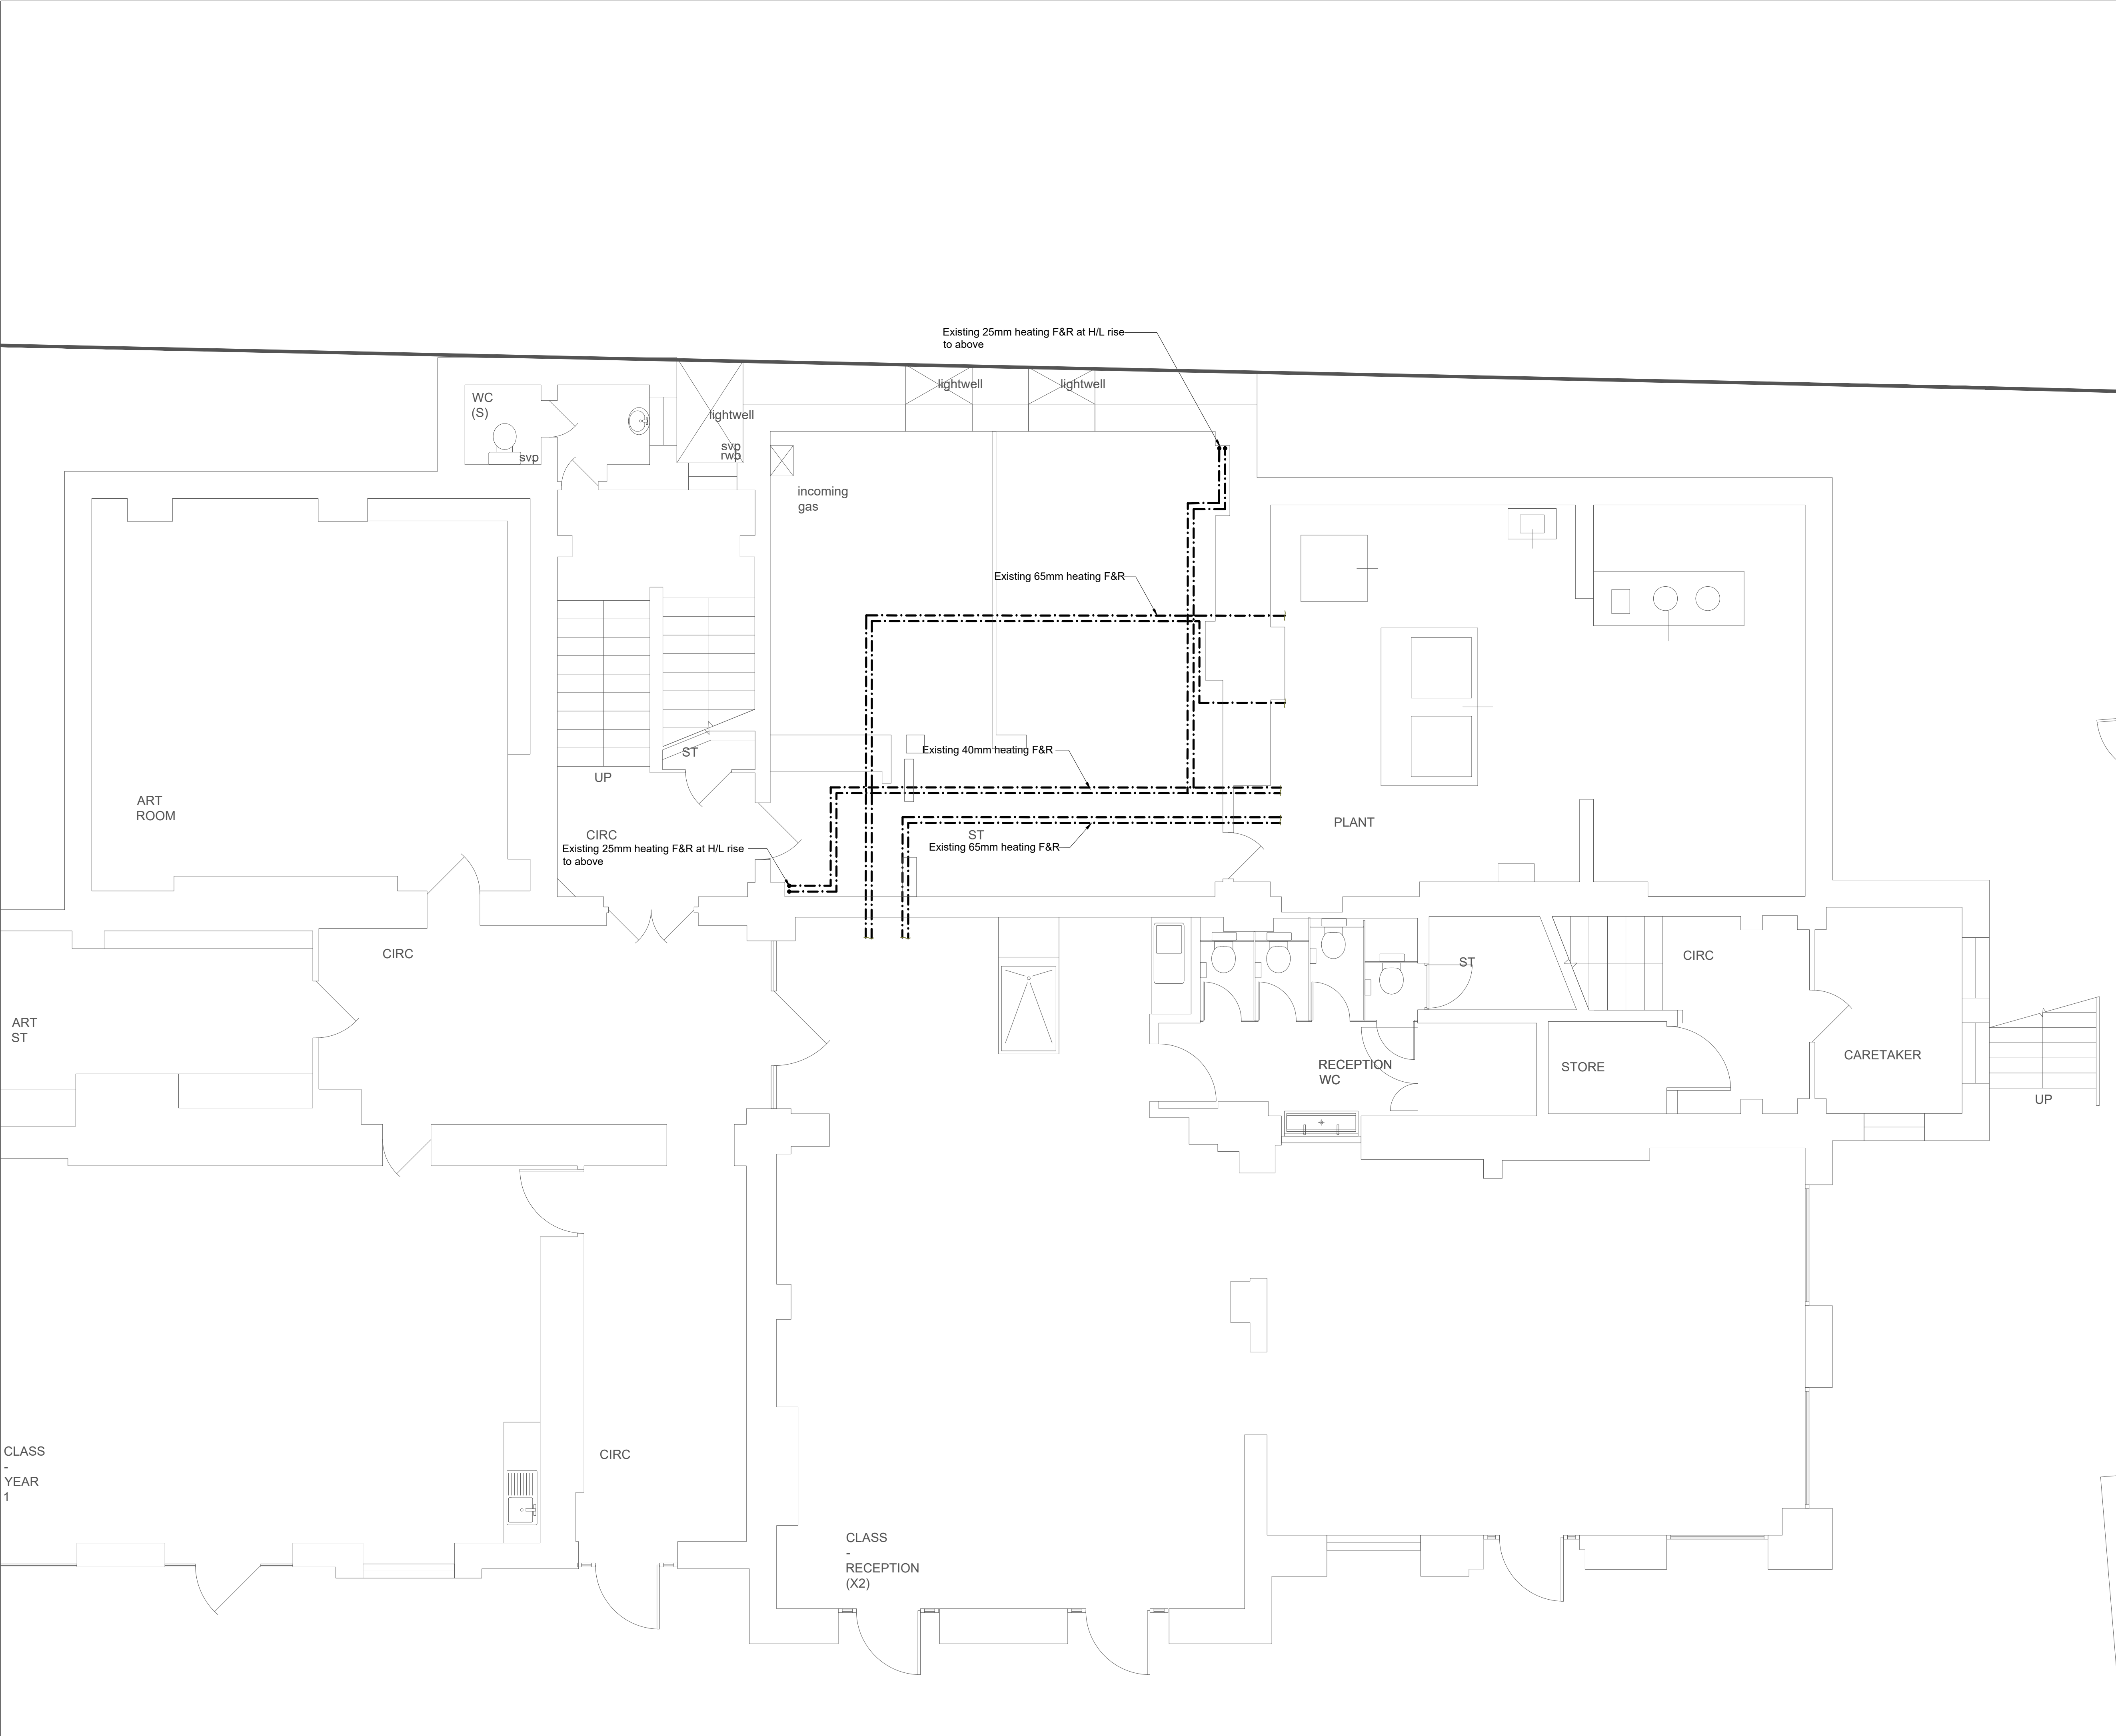 Existing 25mm heating F&R at H/L rise
to above
lightwell
lightwell
WC
(S)
lightwell
svp
rwp
svp
incoming
gas
Existing 65mm heating F&R
Existing 40mm heating F&R
ST
UP
ART
ROOM
PLANT
CIRC
ST
Existing 25mm heating F&R at H/L rise
to above
Existing 65mm heating F&R
CIRC
ST
CIRC
ART
ST
RECEPTION
WC
STORE
CARETAKER
UP
CLASS
-
YEAR
1
CIRC
CLASS
-
RECEPTION
(X2)